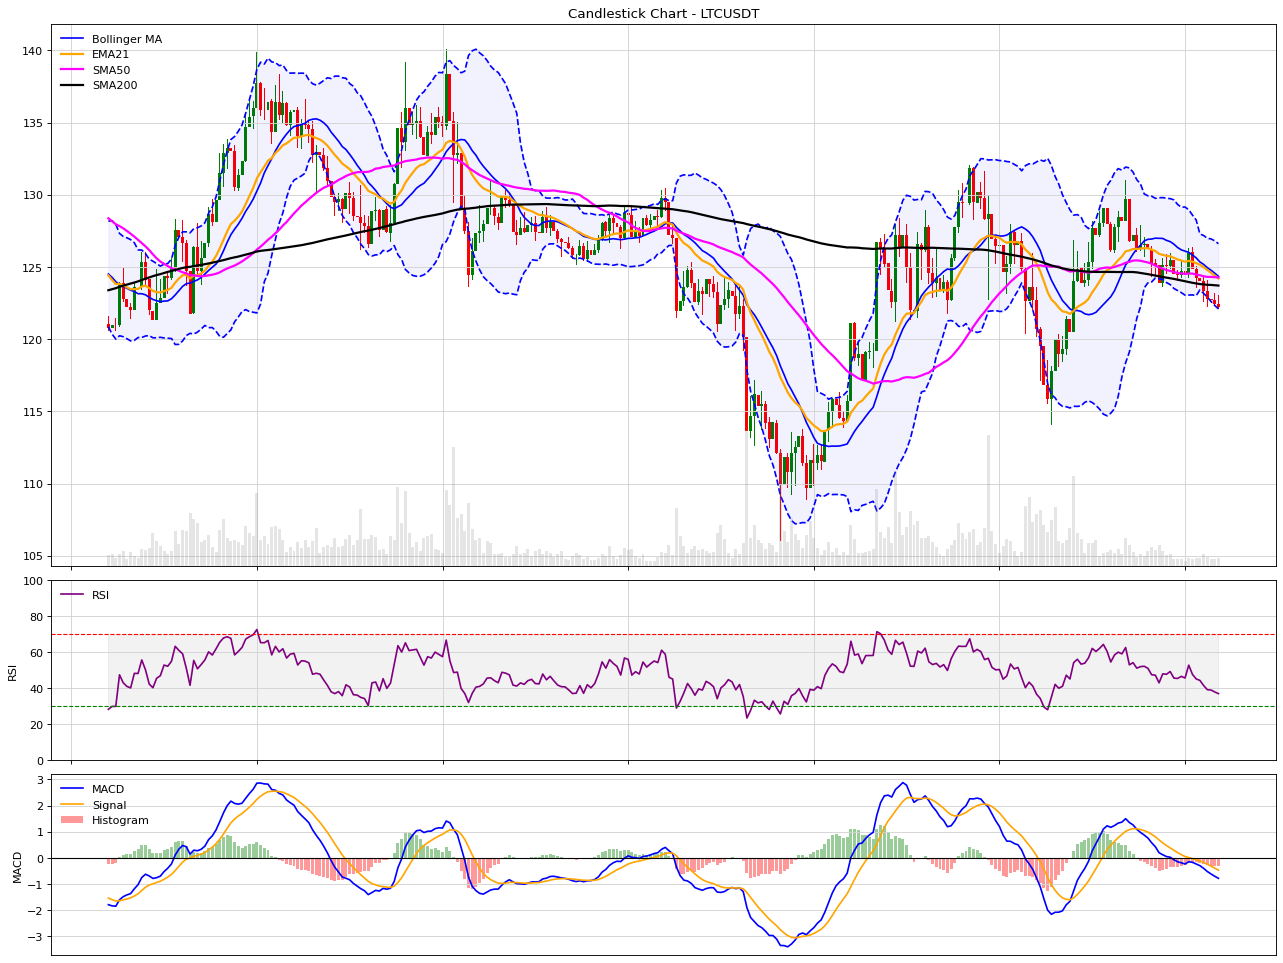 Candlestick Chart - LTCUSDT
Bollinger MA
EMA21
SMA50
SMA200
140
135
130
125
120
115
110
105
RSI
100
80
60
40
20
0
RSI
MACD
Signal
Histogram
3
2
1
0
−1
−2
−3
MACD